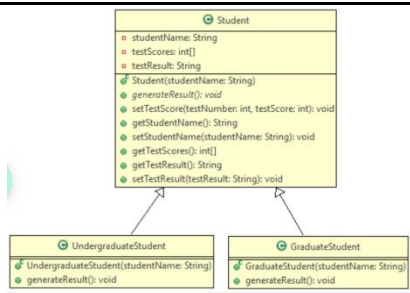 Student
studentName: String
testScores: int[]
testResult: String
Student(studentName: String)
generateResult(): void
setTestScore(testNumber: int, testScore: int): void
getStudentName(): String
setStudentName(studentName: String): void
getTestScores(): int[]
getTestResult(): String
setTestResult(testResult: String): void
UndergraduateStudent
UndergraduateStudent(studentName: String)
generateResult(): void
GraduateStudent
GraduateStudent(studentName: String)
generateResult(): void